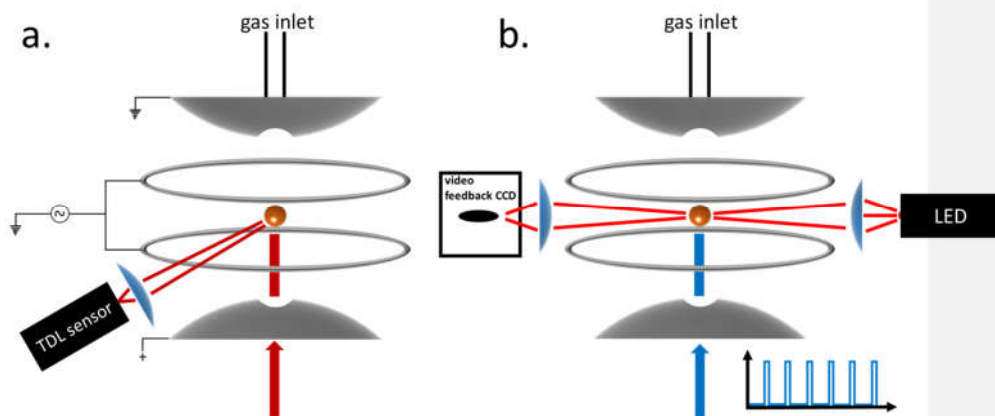 a.
gas inlet
TDL sensor
b.
gas inlet
video
feedback CCD
LED